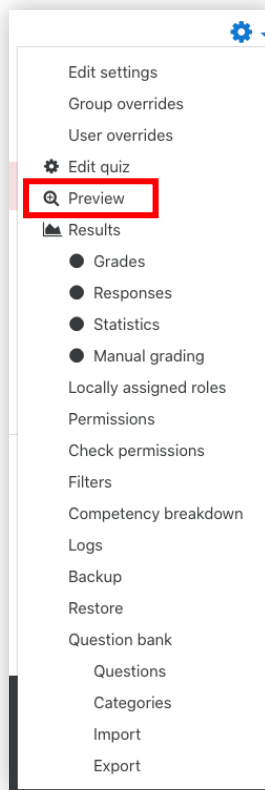 Edit settings
Group overrides
User overrides
Edit quiz
Preview
Results
Grades
Responses
Statistics
Manual grading
Locally assigned roles
Permissions
Check permissions
Filters
Competency breakdown
Logs
Backup
Restore
Question bank
Questions
Categories
Import
Export